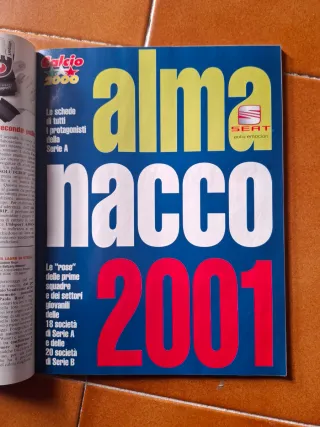 Calcio
2000
alma
Le schede
di tutti
i protagonisti
della
Serie A
SEAT
auto emoción
nacco
Le "rose"
delle prime
squadre
e dei settori
giovanili
delle
18 società
di Serie A
e delle
20 società
di Serie B
2001